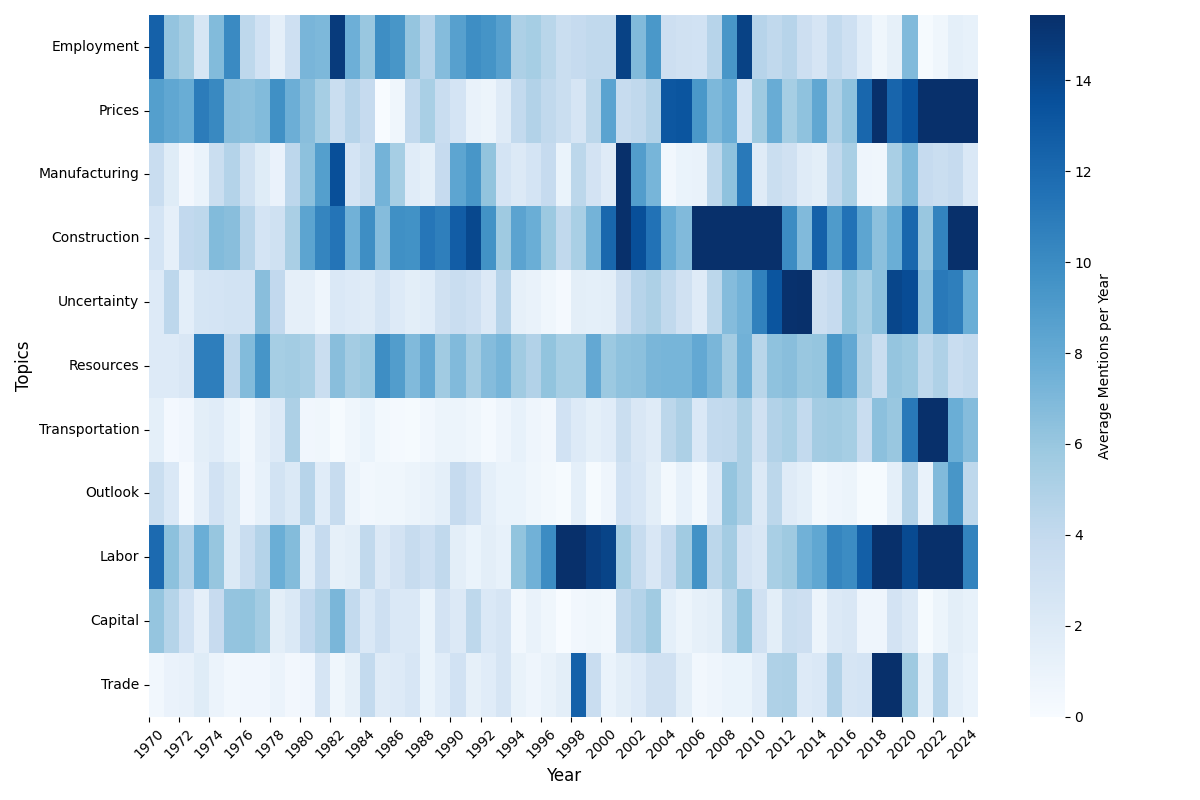 Topics
Employment
Prices
Manufacturing
Construction
Uncertainty
Resources
Transportation
Outlook
Labor
Capital
Trade
1970 1972 1974 1976 1978 1980 1982 1984 1986 1988 1990 1992 1994 1996 1998 2000 2002 2004 2006 2008 2010 2012 2014 2016 2018 2020 2022 2024
Year
14
12
10
8
6
4
2
0
Average Mentions per Year